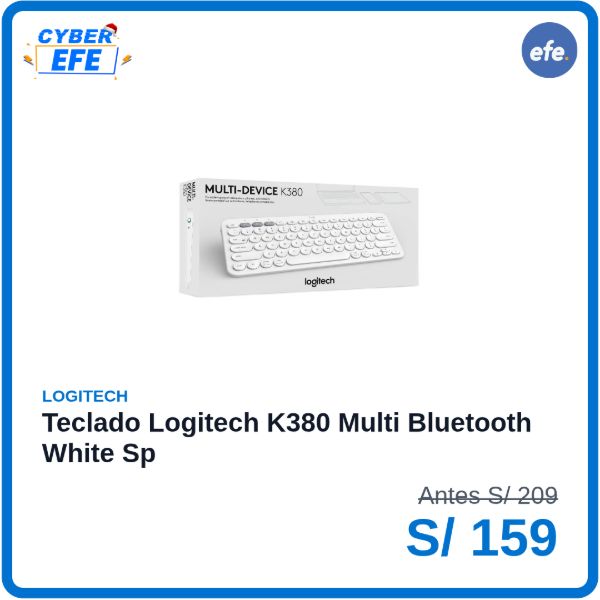 CYBER
EFE
efe.
MULTI-DEVICE K380
logitech
LOGITECH
Teclado Logitech K380 Multi Bluetooth
White Sp
Antes S/ 209
S/ 159